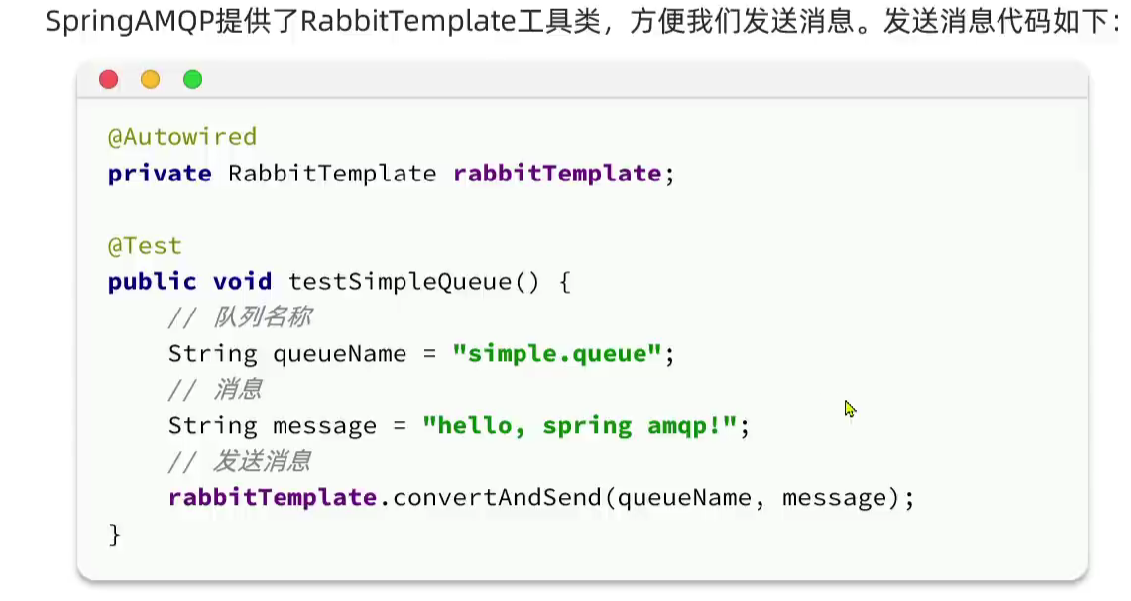 SpringAMQP提供了RabbitTemplate工具类，方便我们发送消息。发送消息代码如下：
@Autowired
private RabbitTemplate rabbitTemplate;
@Test
public void testSimpleQueue() {
// 队列名称
String queueName = "simple.queue";
// 消息
String message = "hello, spring amqp!";
// 发送消息
rabbitTemplate.convertAndSend(queueName, message);
}